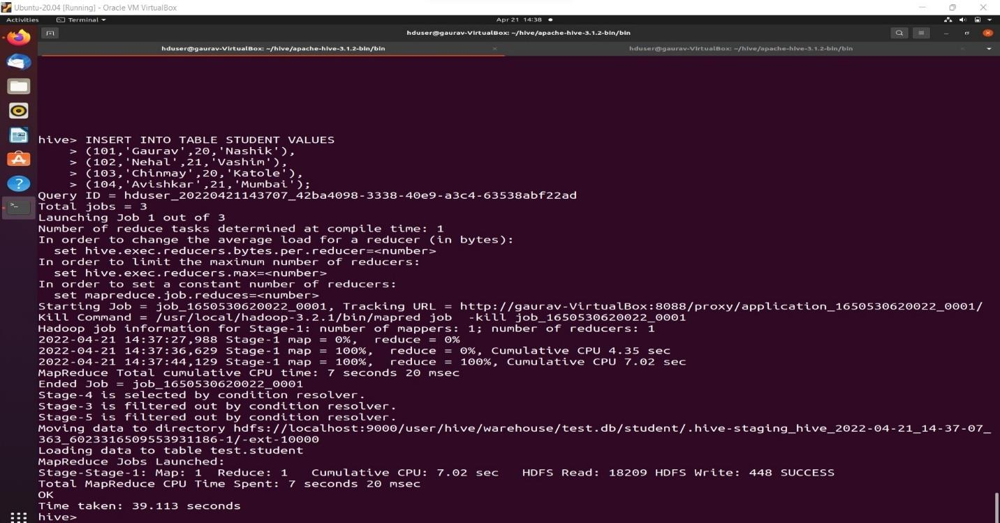 Ubuntu-20.04 [Running] - Oracle VM VirtualBox
Activities Terminal Apr 21 14:38
hduser@gaurav-VirtualBox: ~/hive/apache-hive-3.1.2-bin/bin
hduser@gaurav-VirtualBox: ~/hive/apache-hive-3.1.2-bin/bin hduser@gaurav-VirtualBox: ~/hive/apache-hive-3.1.2-bin/bin
hive> INSERT INTO TABLE STUDENT VALUES
    > (101,'Gaurav',20,'Nashik'),
    > (102,'Nehal',21,'Vashim'),
    > (103,'Chinmay',20,'Katole'),
    > (104,'Avishkar',21,'Mumbai');
Query ID = hduser_20220421143707_42ba4098-3338-40e9-a3c4-63538abf22ad
Total jobs = 3
Launching Job 1 out of 3
Number of reduce tasks determined at compile time: 1
In order to change the average load for a reducer (in bytes):
  set hive.exec.reducers.bytes.per.reducer=<number>
In order to limit the maximum number of reducers:
  set hive.exec.reducers.max=<number>
In order to set a constant number of reducers:
  set mapreduce.job.reduces=<number>
Starting Job = job_1650530620022_0001, Tracking URL = http://gaurav-VirtualBox:8088/proxy/application_1650530620022_0001/
Kill Command = /usr/local/hadoop-3.2.1/bin/mapred job  -kill job_1650530620022_0001
Hadoop job information for Stage-1: number of mappers: 1; number of reducers: 1
2022-04-21 14:37:27,988 Stage-1 map = 0%,  reduce = 0%
2022-04-21 14:37:36,629 Stage-1 map = 100%,  reduce = 0%, Cumulative CPU 4.35 sec
2022-04-21 14:37:44,129 Stage-1 map = 100%,  reduce = 100%, Cumulative CPU 7.02 sec
MapReduce Total cumulative CPU time: 7 seconds 20 msec
Ended Job = job_1650530620022_0001
Stage-4 is selected by condition resolver.
Stage-3 is filtered out by condition resolver.
Stage-5 is filtered out by condition resolver.
Moving data to directory hdfs://localhost:9000/user/hive/warehouse/test.db/student/.hive-staging_hive_2022-04-21_14-37-07_
363_6023316509553931186-1/-ext-10000
Loading data to table test.student
MapReduce Jobs Launched:
Stage-Stage-1: Map: 1  Reduce: 1   Cumulative CPU: 7.02 sec   HDFS Read: 18209 HDFS Write: 448 SUCCESS
Total MapReduce CPU Time Spent: 7 seconds 20 msec
OK
Time taken: 39.113 seconds
hive>